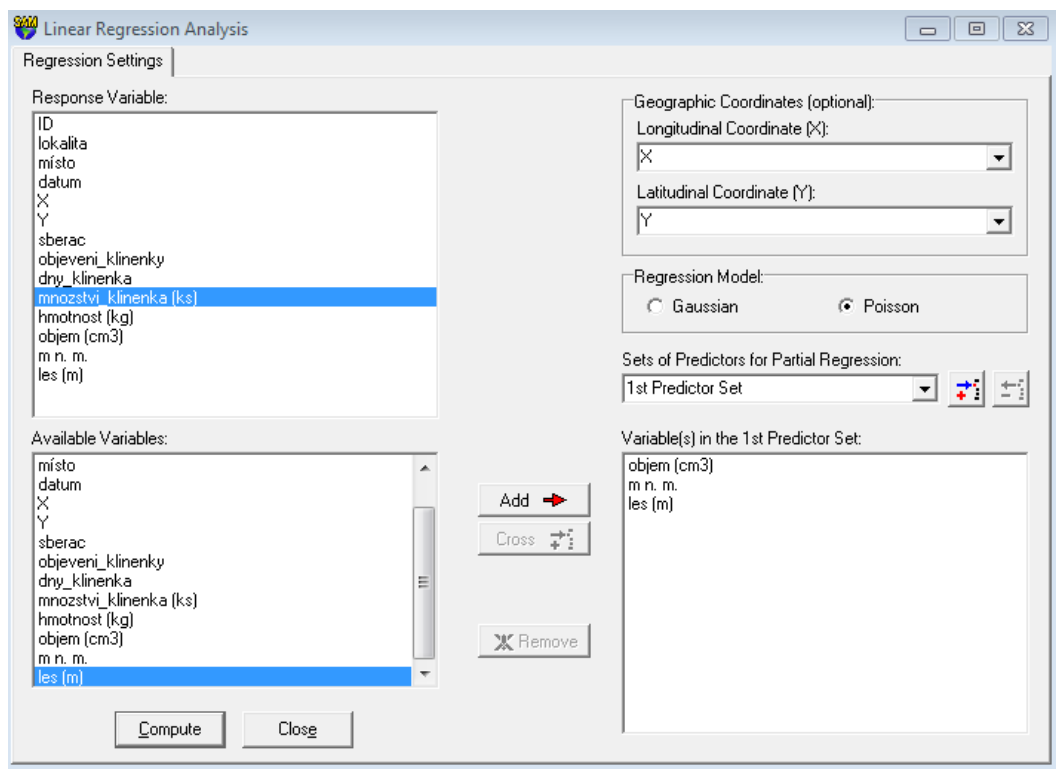 SAM Linear Regression Analysis
Regression Settings
Response Variable:
ID
lokalita
místo
datum
X
Y
sberac
objeveni_klinenky
dny_klinenka
mnozstvi_klinenka (ks)
hmotnost (kg)
objem (cm3)
m n. m.
les (m)
Geographic Coordinates (optional):
Longitudinal Coordinate (X):
X
Latitudinal Coordinate (Y):
Y
Regression Model:
Gaussian Poisson
Sets of Predictors for Partial Regression:
1st Predictor Set
Available Variables:
místo
datum
X
Y
sberac
objeveni_klinenky
dny_klinenka
mnozstvi_klinenka (ks)
hmotnost (kg)
objem (cm3)
m n. m.
les (m)
Add
Cross
Remove
Variable(s) in the 1st Predictor Set:
objem (cm3)
m n. m.
les (m)
Compute Close